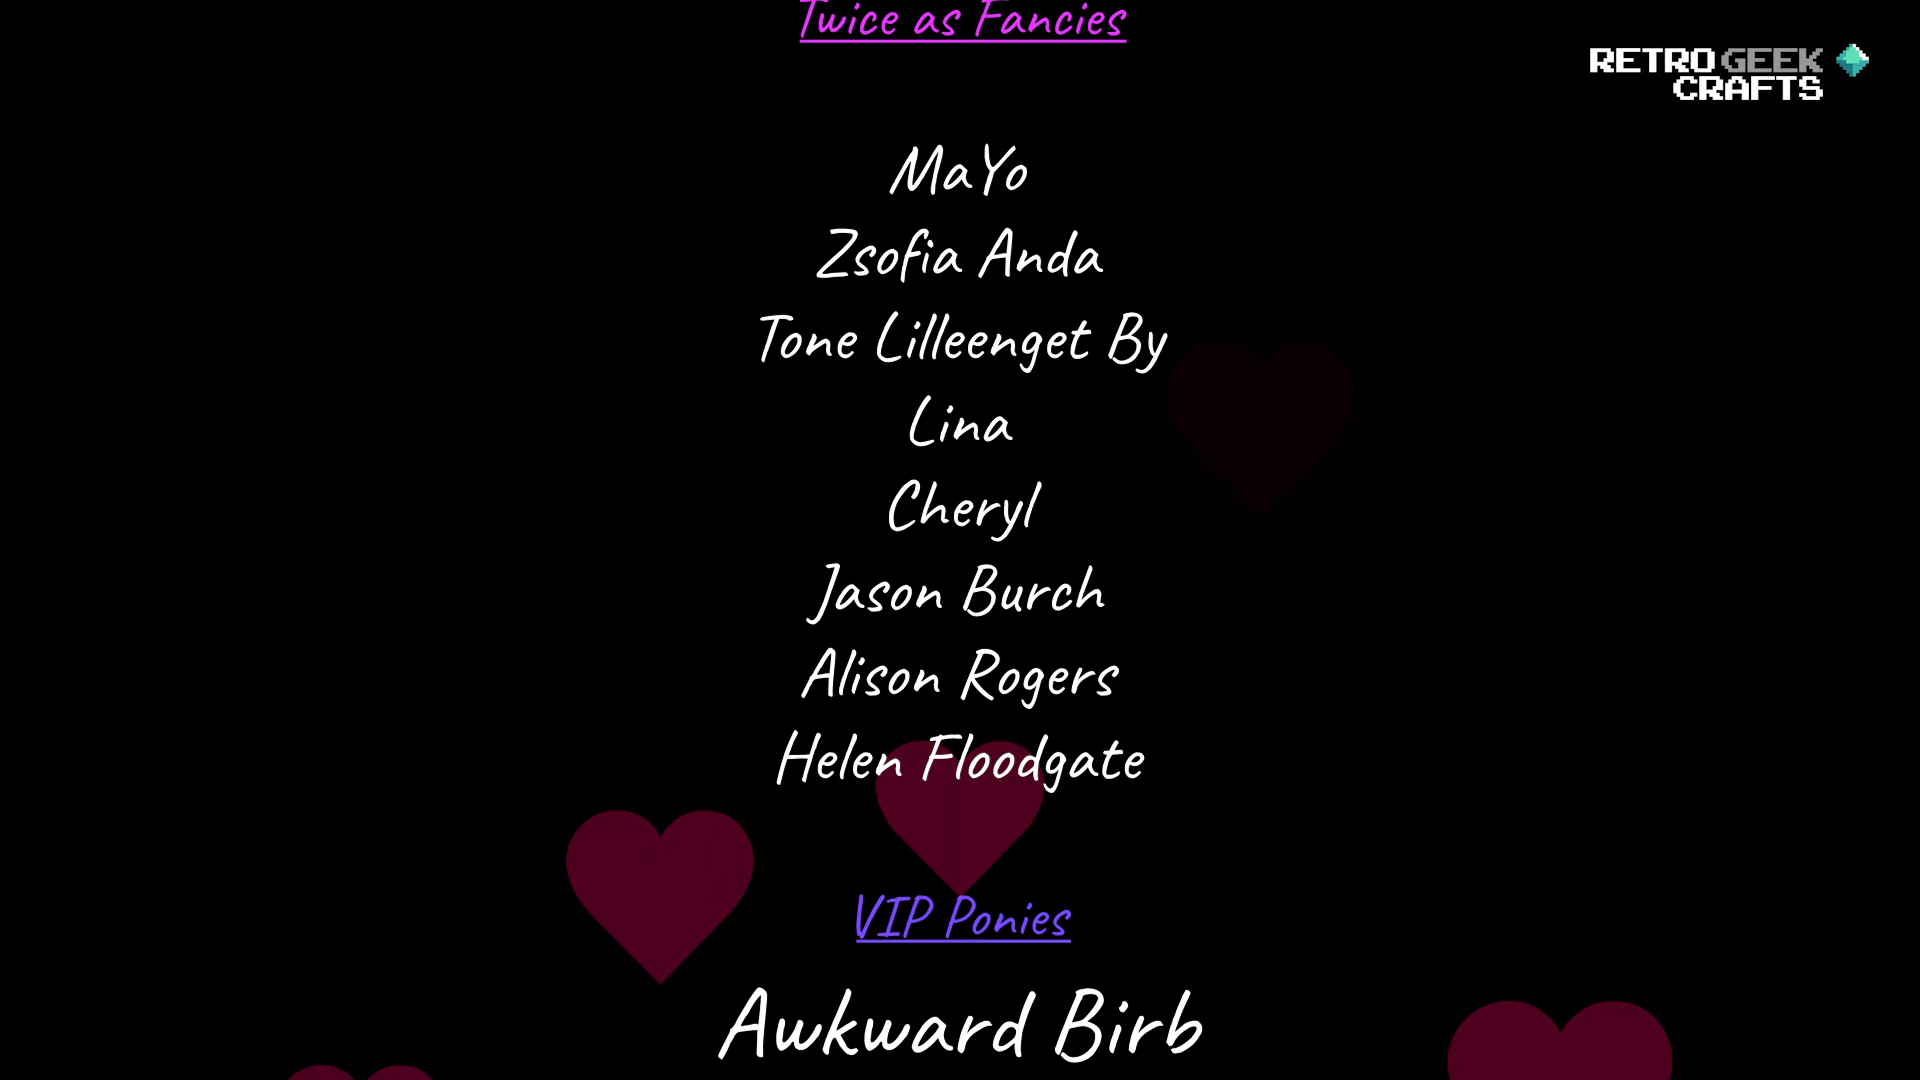 Twice as Fancies
RETRO GEEK
CRAFTS
MaYo
Zsofia Anda
Tone Lilleenget By
Lina
Cheryl
Jason Burch
Alison Rogers
Helen Floodgate
VIP Ponies
Awkward Birb